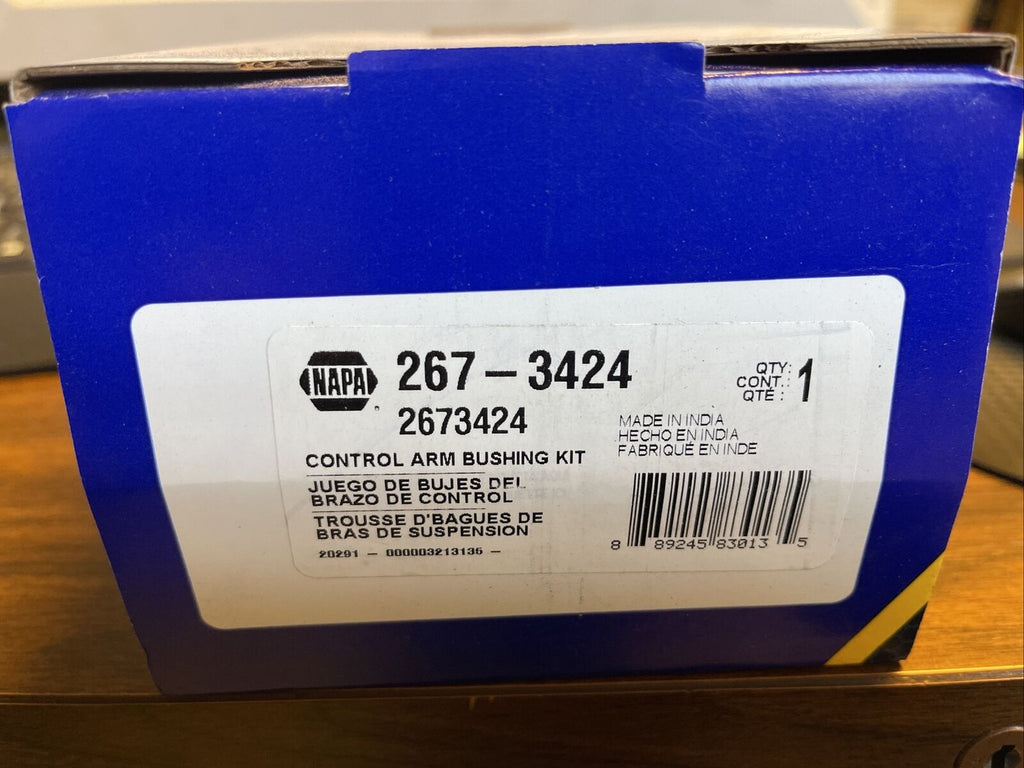 NAPA
267-3424
2673424
QTY:
CONT.:
QTÉ: 1
MADE IN INDIA
HECHO EN INDIA
FABRIQUÉ EN INDE
CONTROL ARM BUSHING KIT
JUEGO DE BUJES DEL
BRAZO DE CONTROL
TROUSSE D'BAGUES DE
BRAS DE SUSPENSION
20291 - 000003213135 -
8 89245 83013 5